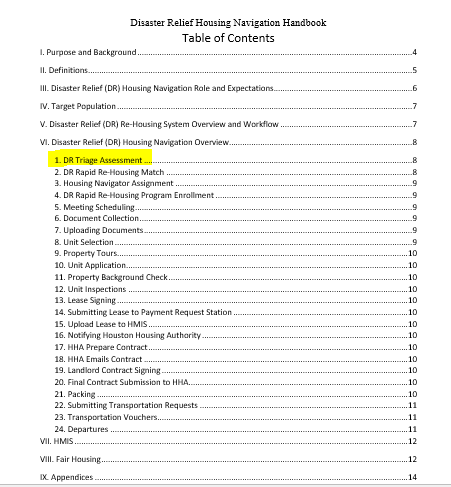 Disaster Relief Housing Navigation Handbook
Table of Contents
I. Purpose and Background....................4
II. Definitions....................5
III. Disaster Relief (DR) Housing Navigation Role and Expectations....................6
IV. Target Population....................7
V. Disaster Relief (DR) Re-Housing System Overview and Workflow....................7
VI. Disaster Relief (DR) Housing Navigation Overview....................8
1. DR Triage Assessment....................8
2. DR Rapid Re-Housing Match....................8
3. Housing Navigator Assignment....................9
4. DR Rapid Re-Housing Program Enrollment....................9
5. Meeting Scheduling....................9
6. Document Collection....................9
7. Uploading Documents....................9
8. Unit Selection....................9
9. Property Tours....................10
10. Unit Application....................10
11. Property Background Check....................10
12. Unit Inspections....................10
13. Lease Signing....................10
14. Submitting Lease to Payment Request Station....................10
15. Upload Lease to HMIS....................10
16. Notifying Houston Housing Authority....................10
17. HHA Prepare Contract....................10
18. HHA Emails Contract....................10
19. Landlord Contract Signing....................10
20. Final Contract Submission to HHA....................10
21. Packing....................10
22. Submitting Transportation Requests....................11
23. Transportation Vouchers....................11
24. Departures....................11
VII. HMIS....................12
VIII. Fair Housing....................12
IX. Appendices....................14